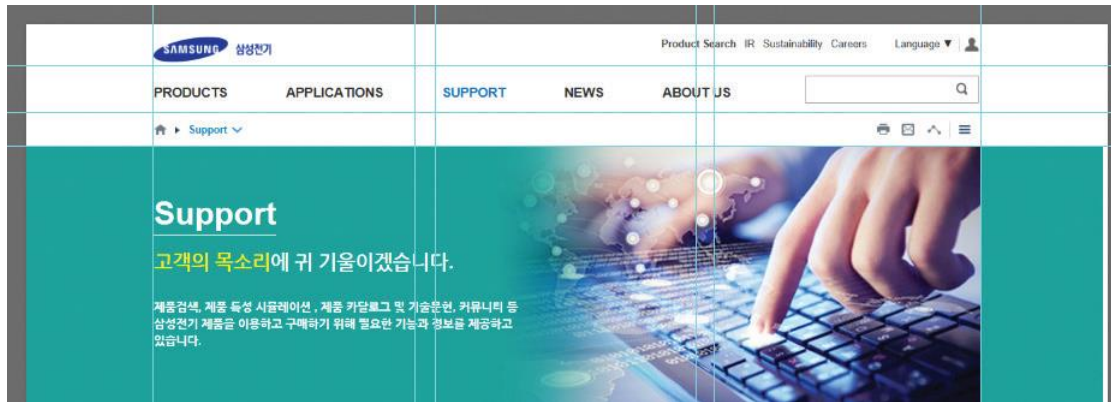 SAMSUNG 삼성전기
Product Search IR Sustainability Careers Language ▼
PRODUCTS APPLICATIONS SUPPORT NEWS ABOUT US
Support
Support
고객의 목소리에 귀 기울이겠습니다.
제품검색, 제품 특성 시뮬레이션 , 제품 카달로그 및 기술문헌, 커뮤니티 등
삼성전기 제품을 이용하고 구매하기 위해 필요한 기능과 정보를 제공하고
있습니다.